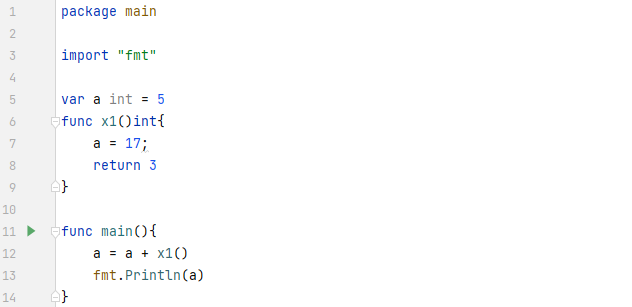 1 package main
2
3 import "fmt"
4
5 var a int = 5
6 func x1()int{
7     a = 17;
8     return 3
9 }
10
11 func main(){
12     a = a + x1()
13     fmt.Println(a)
14 }